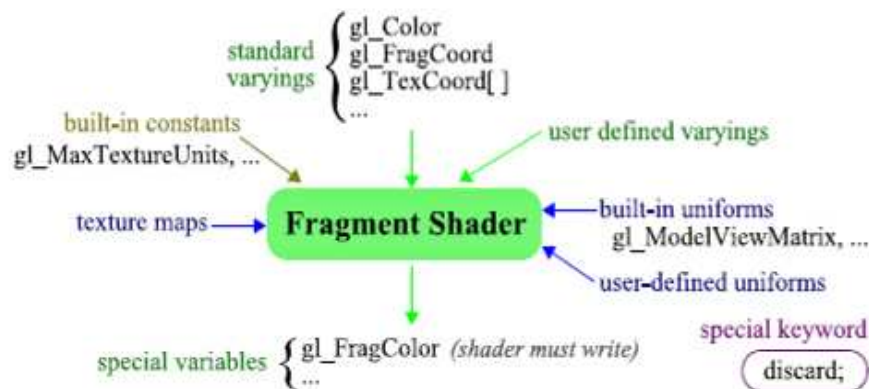 standard
varyings
gl_Color
gl_FragCoord
gl_TexCoord[ ]
...
built-in constants
gl_MaxTextureUnits, ...
user defined varyings
texture maps
Fragment Shader
built-in uniforms
gl_ModelViewMatrix, ...
user-defined uniforms
special variables
gl_FragColor (shader must write)
...
special keyword
discard;